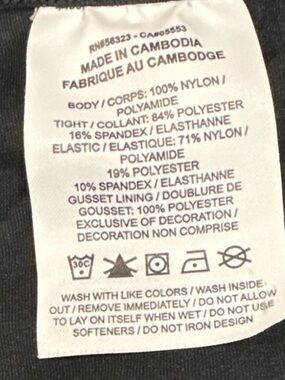 RN#56323 - CA#05553
MADE IN CAMBODIA
FABRIQUE AU CAMBODGE
BODY / CORPS: 100% NYLON /
POLYAMIDE
TIGHT / COLLANT: 84% POLYESTER
16% SPANDEX / ELASTHANNE
ELASTIC / ELASTIQUE: 71% NYLON /
POLYAMIDE
19% POLYESTER
10% SPANDEX / ELASTHANNE
GUSSET LINING / DOUBLURE DE
GOUSSET: 100% POLYESTER
EXCLUSIVE OF DECORATION /
DECORATION NON COMPRISE
30C
WASH WITH LIKE COLORS / WASH INSIDE
OUT / REMOVE IMMEDIATELY / DO NOT ALLOW
TO LAY ON ITSELF WHEN WET / DO NOT USE
SOFTENERS / DO NOT IRON DESIGN